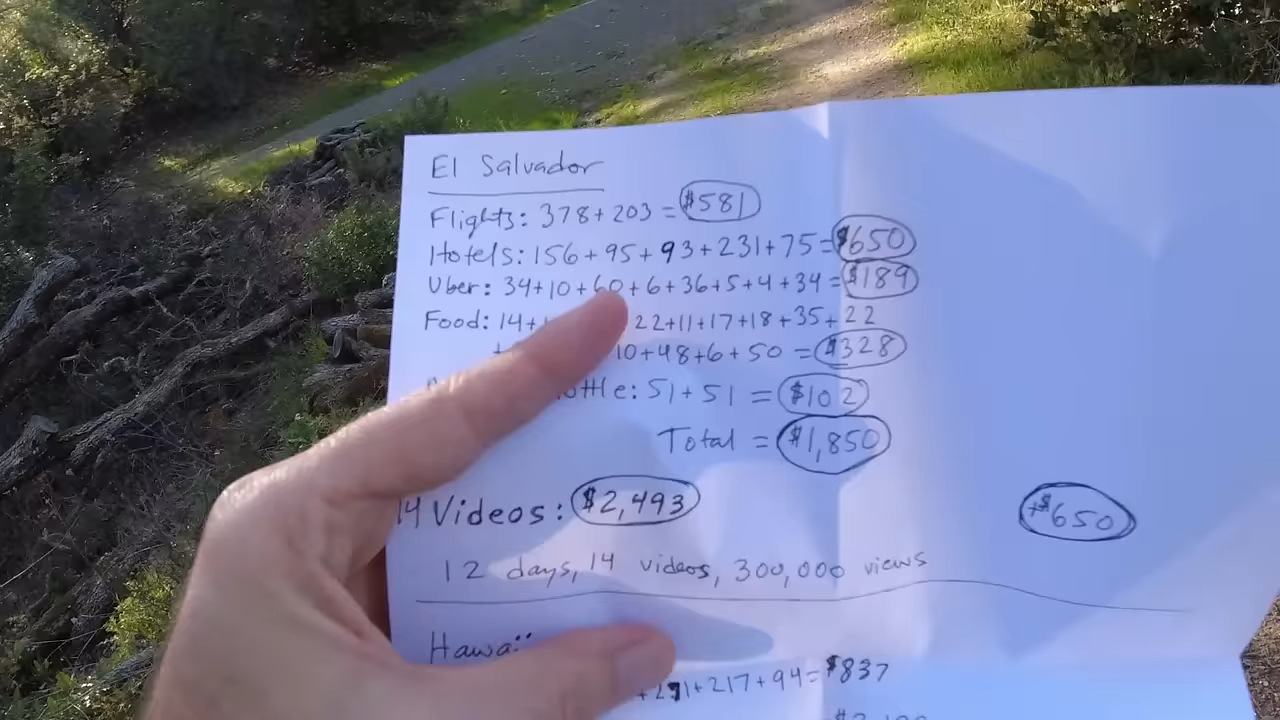 El Salvador
Flights: 378+203 = $581
Hotels: 156+95+93+231+75=$650
Uber: 34+10+60+6+36+5+4+34=$189
Food: 14+ 22+11+17+18+35+22
+ 10+48+6+50 = $328
: 51+51 = $102
Total = $1,850
14 Videos: $2,493
+$650
12 days, 14 videos, 300,000 views
Hawaii
+217+94=$837